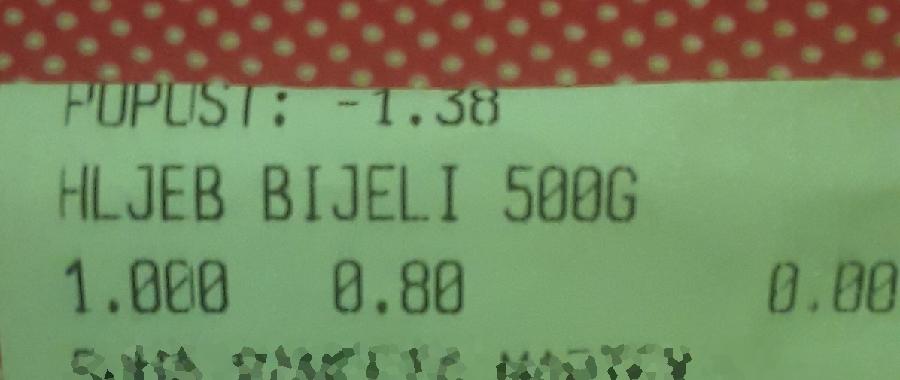 POPUST: -1.38
HLJEB BIJELI 500G
1.000 0.80 0.00